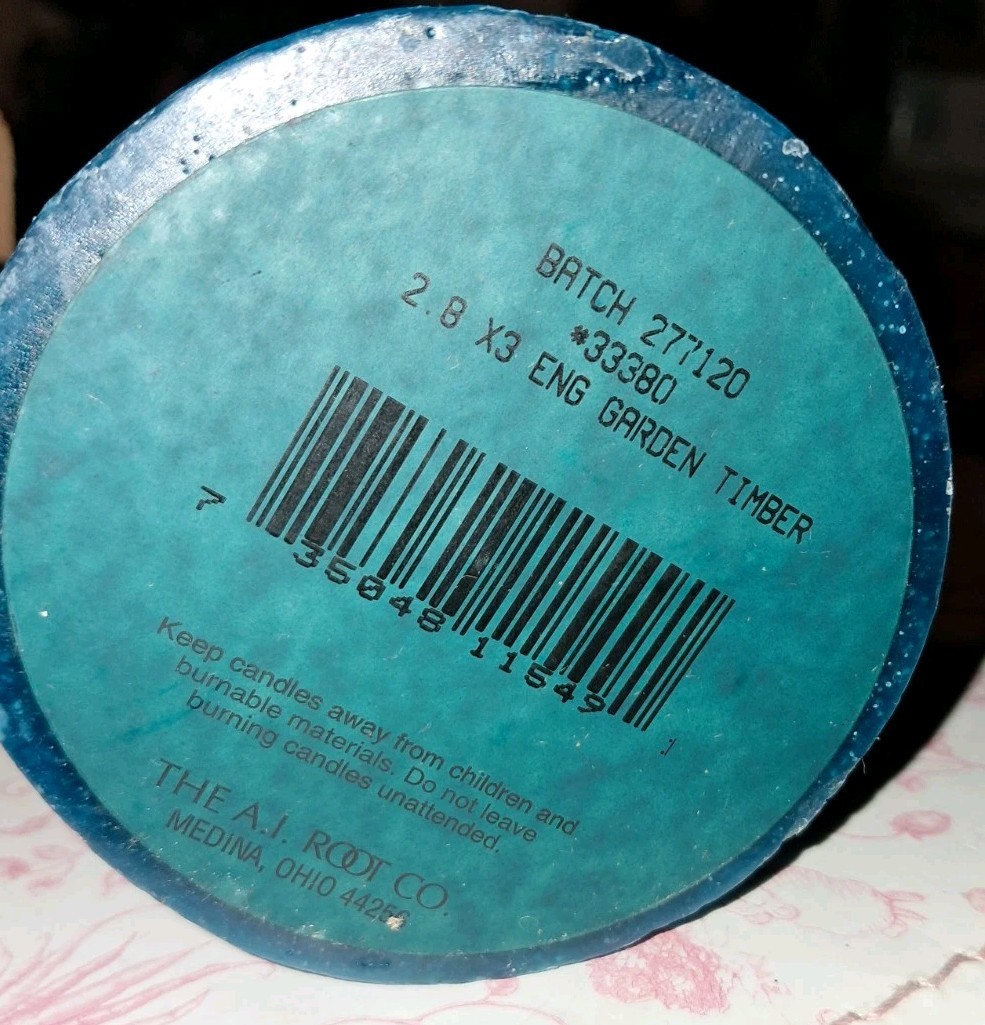 BATCH 277120
#33380
2.8 X3 ENG GARDEN TIMBER
7 35048 11549 1
Keep candles away from children and
burnable materials. Do not leave
burning candles unattended.
THE A.I. ROOT CO.
MEDINA, OHIO 44256